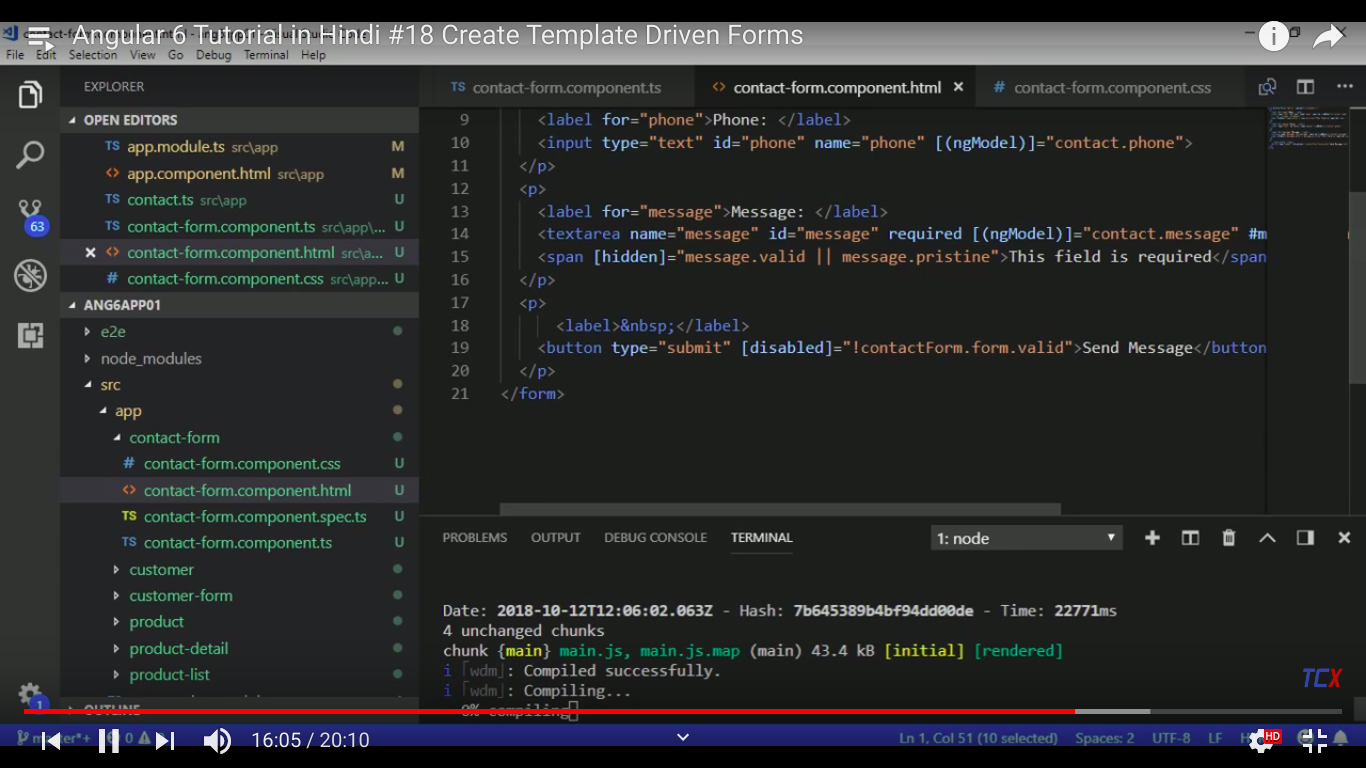 Angular 6 Tutorial in Hindi #18 Create Template Driven Forms
File Edit Selection View Go Debug Terminal Help
EXPLORER
OPEN EDITORS
TS app.module.ts src\app M
<> app.component.html src\app M
TS contact.ts src\app U
TS contact-form.component.ts src\app\... U
<> contact-form.component.html src\a... U
# contact-form.component.css src\app... U
63
ANG6APP01
e2e
node_modules
src
app
contact-form
# contact-form.component.css U
<> contact-form.component.html U
TS contact-form.component.spec.ts U
TS contact-form.component.ts U
customer
customer-form
product
product-detail
product-list
OUTLINE
1
TS contact-form.component.ts <> contact-form.component.html × # contact-form.component.css
9 <label for="phone">Phone: </label>
10 <input type="text" id="phone" name="phone" [(ngModel)]="contact.phone">
11 </p>
12 <p>
13 <label for="message">Message: </label>
14 <textarea name="message" id="message" required [(ngModel)]="contact.message" #m
15 <span [hidden]="message.valid || message.pristine">This field is required</span
16 </p>
17 <p>
18 <label>&nbsp;</label>
19 <button type="submit" [disabled]="!contactForm.form.valid">Send Message</button
20 </p>
21 </form>
PROBLEMS OUTPUT DEBUG CONSOLE TERMINAL 1: node
Date: 2018-10-12T12:06:02.063Z - Hash: 7b645389b4bf94dd00de - Time: 22771ms
4 unchanged chunks
chunk {main} main.js, main.js.map (main) 43.4 kB [initial] [rendered]
i ｢wdm｣: Compiled successfully.
i ｢wdm｣: Compiling...
0% compiling
TCX
16:05 / 20:10
Ln 1, Col 51 (10 selected) Spaces: 2 UTF-8 LF
HD